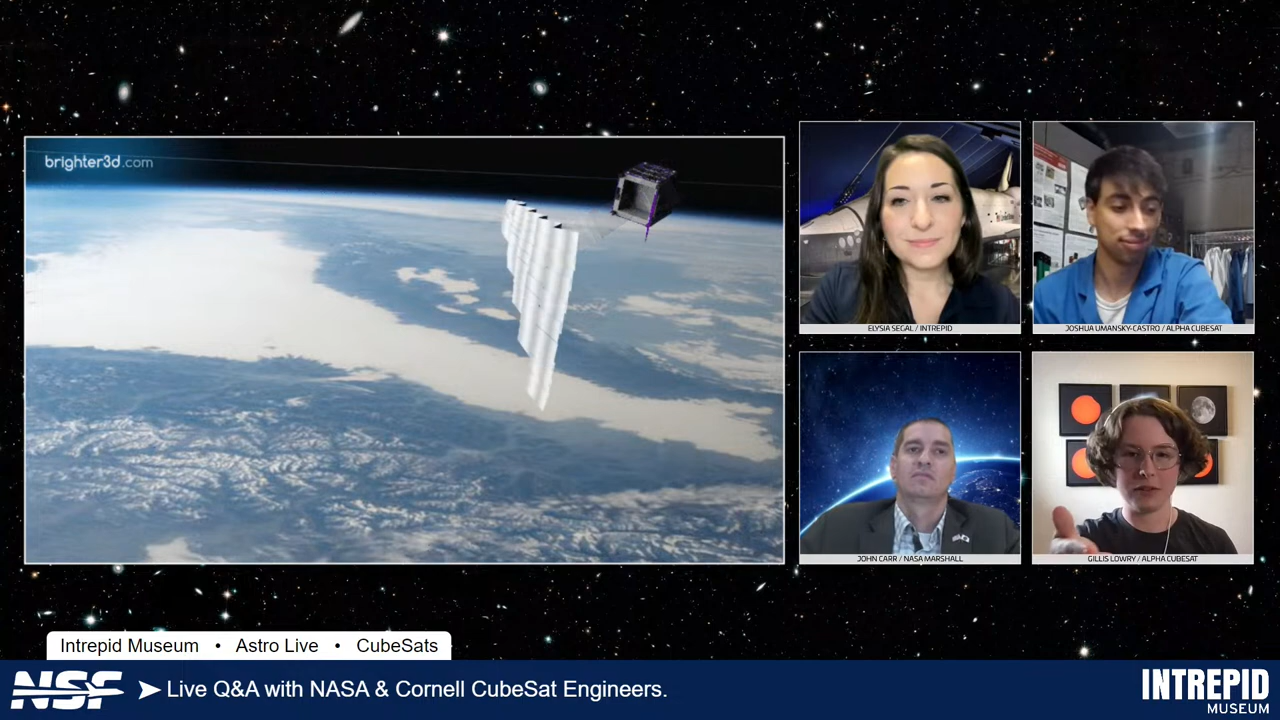 brighter3d.com
ELYSIA SEGAL / INTREPID
JOSHUA UMANSKY-CASTRO / ALPHA CUBESAT
JOHN CARR / NASA MARSHALL
GILLIS LOWRY / ALPHA CUBESAT
Intrepid Museum • Astro Live • CubeSats
NSF
Live Q&A with NASA & Cornell CubeSat Engineers.
INTREPID
MUSEUM